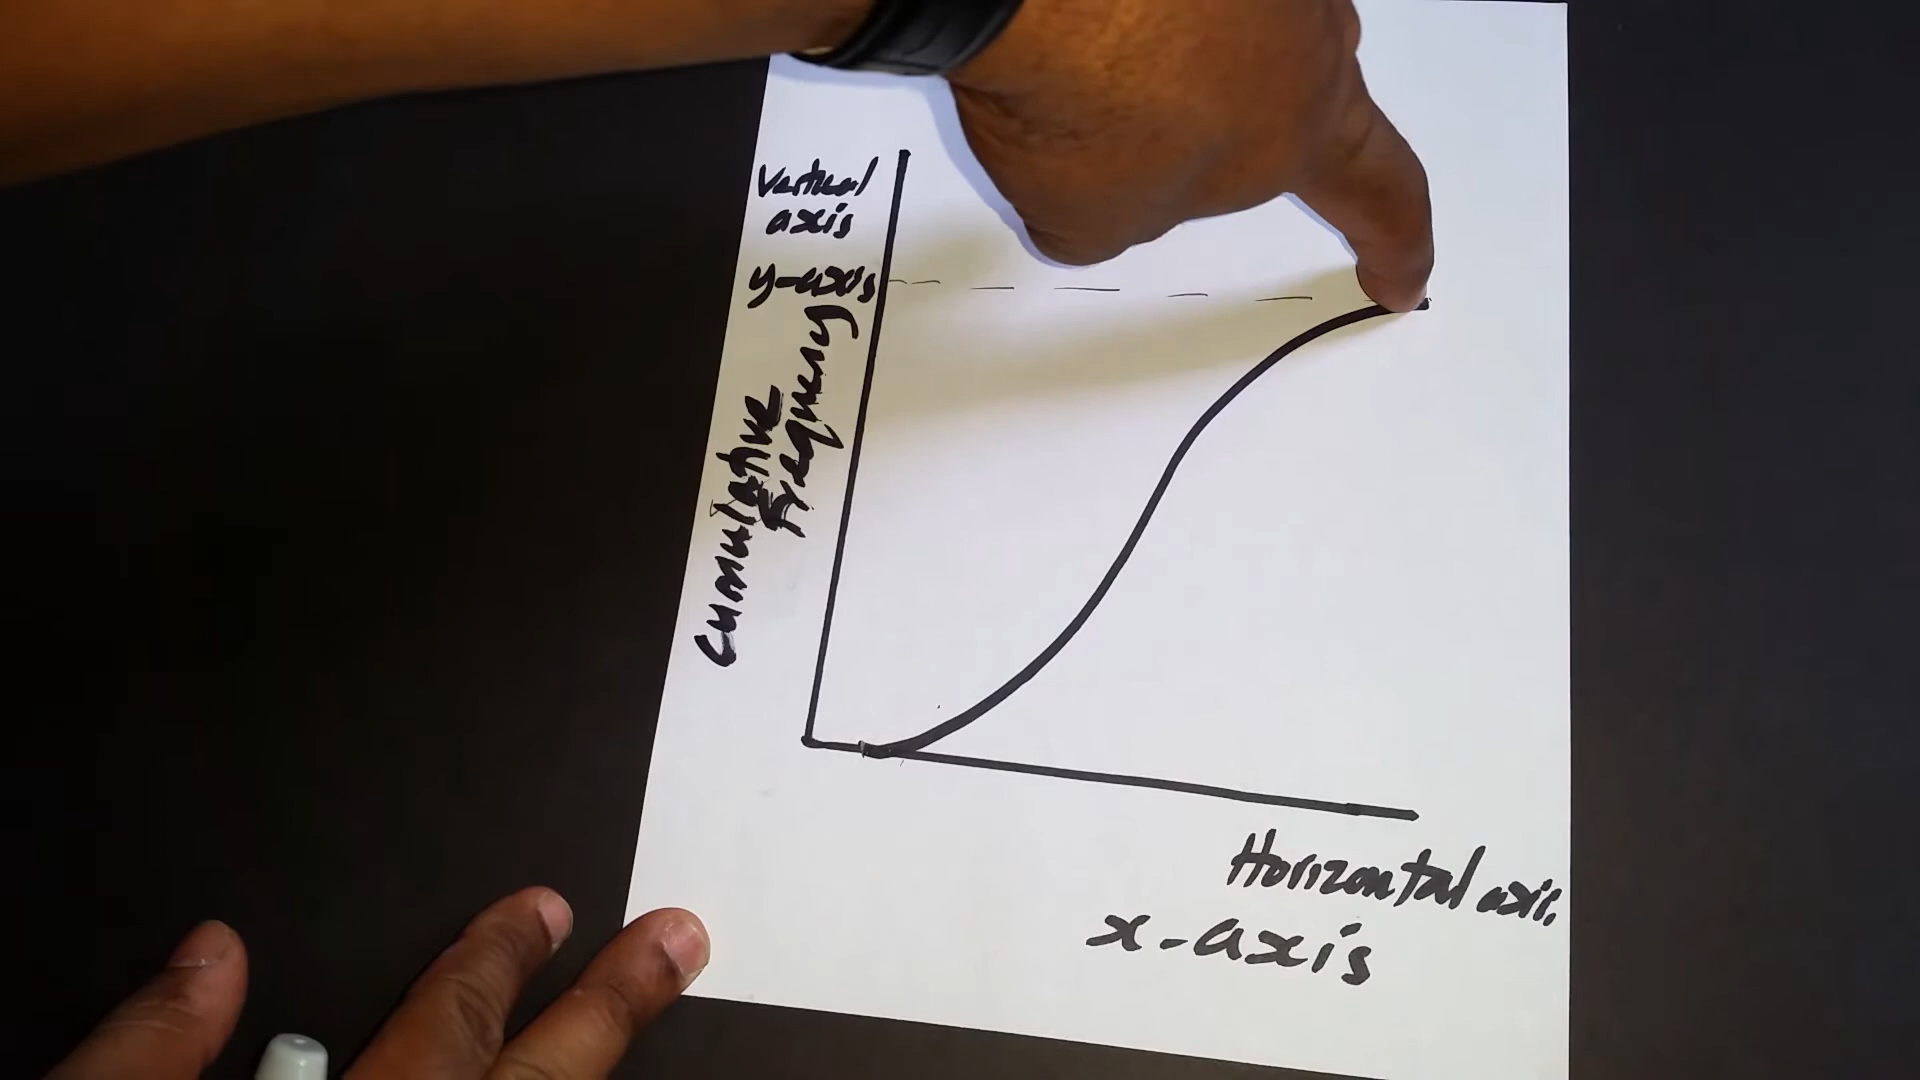 Vertical
axis
y-axis
Cumulative
frequency
Horizontal axis
x-axis